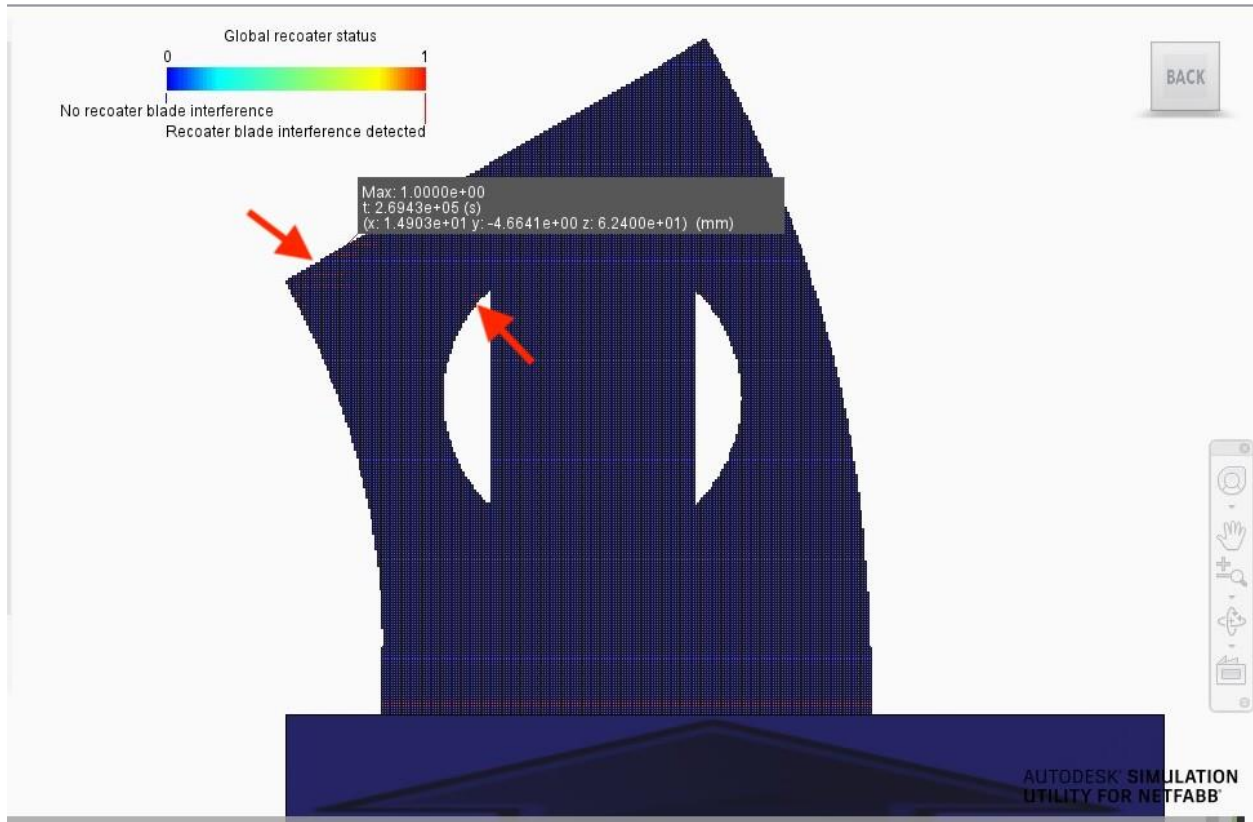 Global recoater status
0 1
No recoater blade interference
Recoater blade interference detected
BACK
Max: 1.0000e+00
t: 2.6943e+05 (s)
(x: 1.4903e+01 y: -4.6641e+00 z: 6.2400e+01) (mm)
AUTODESK® SIMULATION
UTILITY FOR NETFABB®